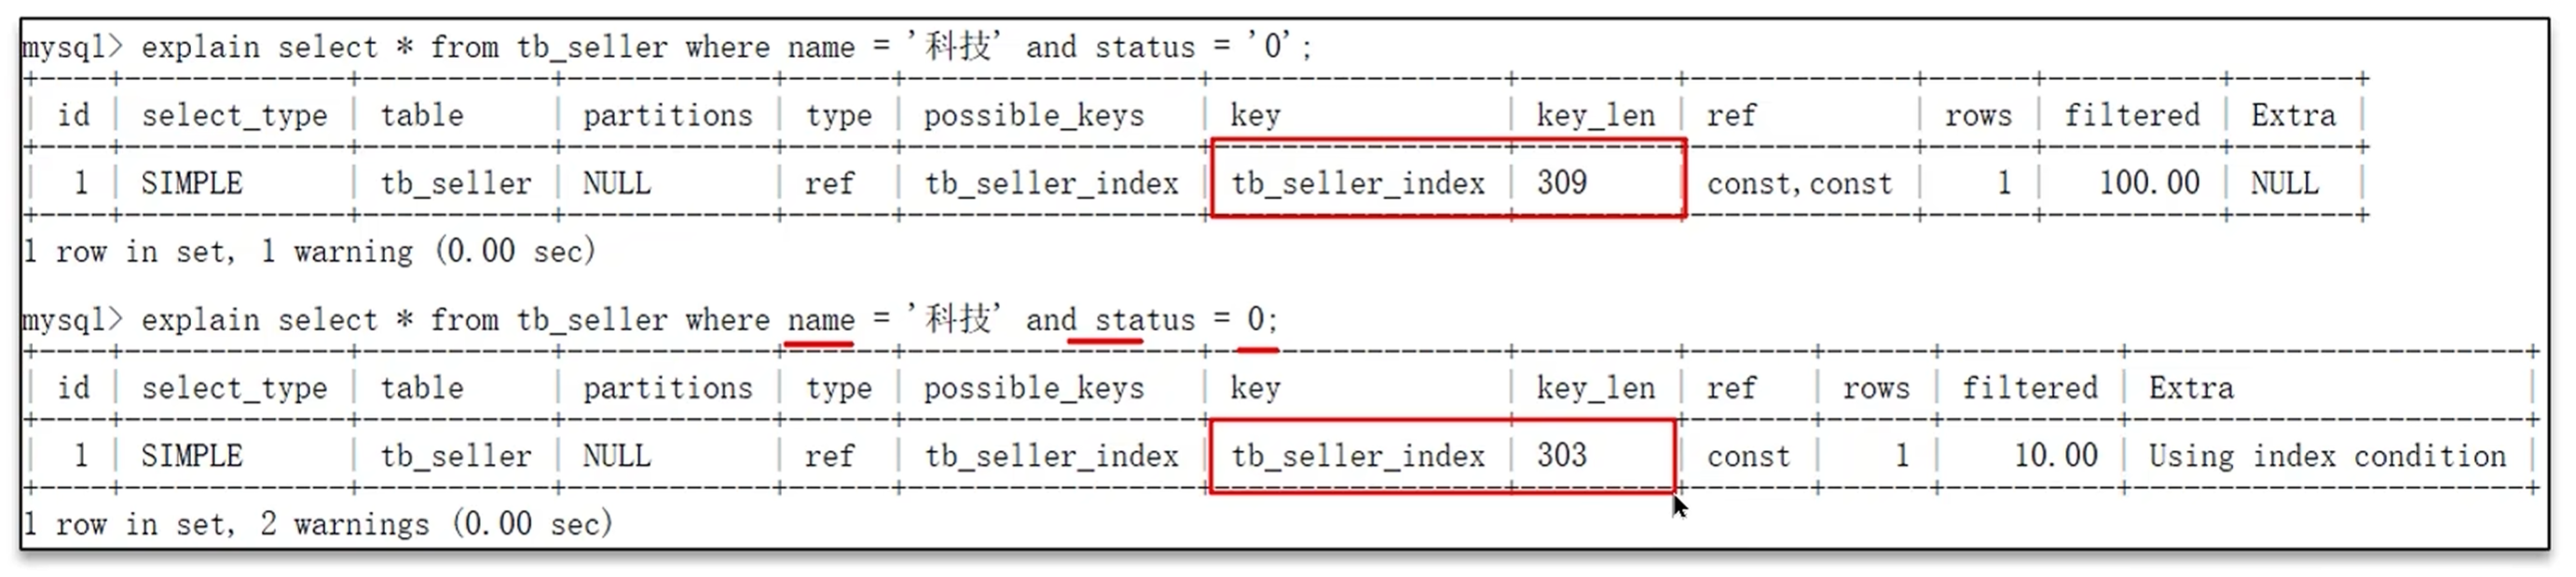 mysql> explain select * from tb_seller where name = '科技' and status = '0';
+----+-------------+-----------+------------+------+-----------------+-----------------+---------+-------------+------+----------+-------+
| id | select_type | table | partitions | type | possible_keys | key | key_len | ref | rows | filtered | Extra |
+----+-------------+-----------+------------+------+-----------------+-----------------+---------+-------------+------+----------+-------+
| 1 | SIMPLE | tb_seller | NULL | ref | tb_seller_index | tb_seller_index | 309 | const,const | 1 | 100.00 | NULL |
+----+-------------+-----------+------------+------+-----------------+-----------------+---------+-------------+------+----------+-------+
1 row in set, 1 warning (0.00 sec)
mysql> explain select * from tb_seller where name = '科技' and status = 0;
+----+-------------+-----------+------------+------+-----------------+-----------------+---------+-------+------+----------+-----------------------+
| id | select_type | table | partitions | type | possible_keys | key | key_len | ref | rows | filtered | Extra |
+----+-------------+-----------+------------+------+-----------------+-----------------+---------+-------+------+----------+-----------------------+
| 1 | SIMPLE | tb_seller | NULL | ref | tb_seller_index | tb_seller_index | 303 | const | 1 | 10.00 | Using index condition |
+----+-------------+-----------+------------+------+-----------------+-----------------+---------+-------+------+----------+-----------------------+
1 row in set, 2 warnings (0.00 sec)